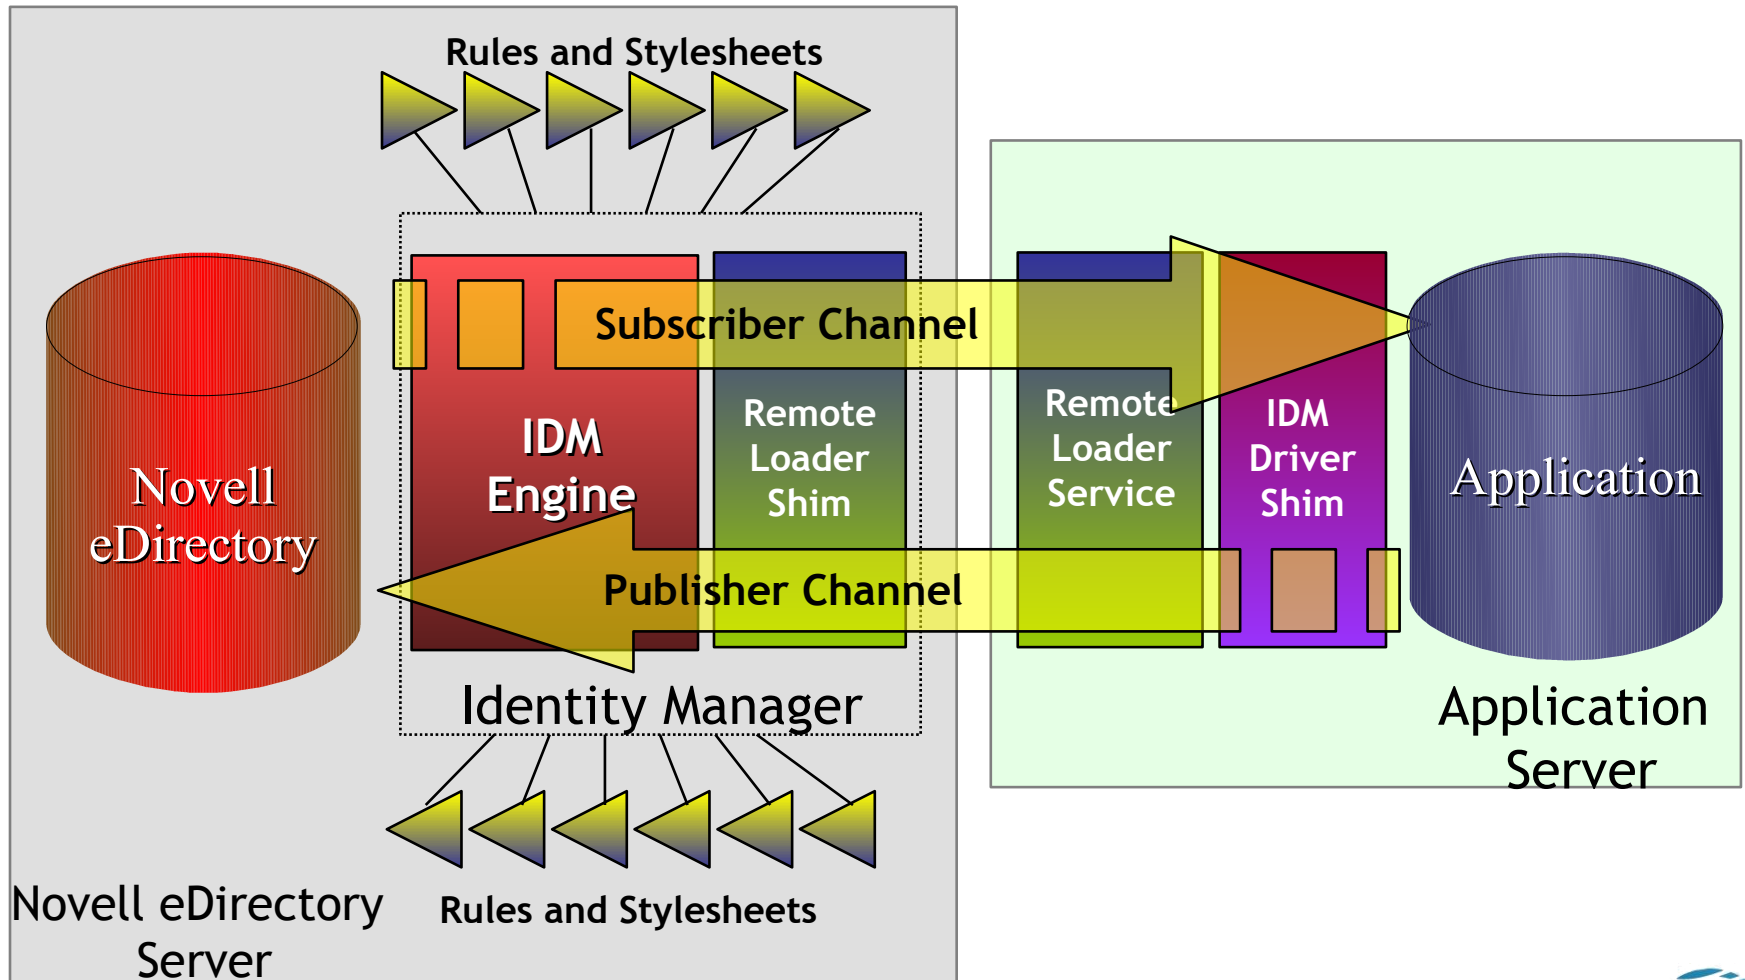 Rules and Stylesheets
Subscriber Channel
Novell
eDirectory
IDM
Engine
Remote
Loader
Shim
Remote
Loader
Service
IDM
Driver
Shim
Application
Publisher Channel
Identity Manager
Application
Server
Novell eDirectory
Server
Rules and Stylesheets